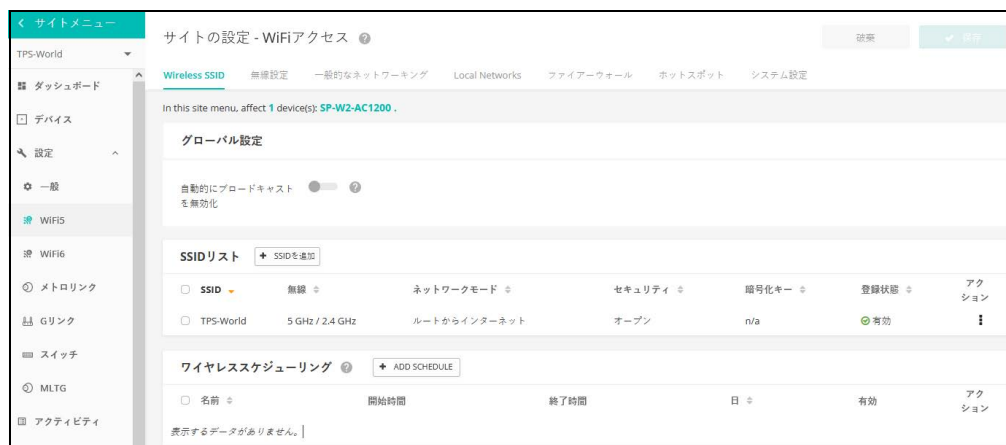 サイトメニュー
TPS-World
ダッシュボード
デバイス
設定
一般
WiFi5
WiFi6
メトロリンク
Gリンク
スイッチ
MLTG
アクティビティ
サイトの設定 - WiFiアクセス
破棄
保存
Wireless SSID 無線設定 一般的なネットワーキング Local Networks ファイアーウォール ホットスポット システム設定
In this site menu, affect 1 device(s): SP-W2-AC1200 .
グローバル設定
自動的にブロードキャスト
を無効化
SSIDリスト + SSIDを追加
SSID 無線 ネットワークモード セキュリティ 暗号化キー 登録状態 アク
ション
TPS-World 5 GHz / 2.4 GHz ルートからインターネット オープン n/a 有効
ワイヤレススケジューリング + ADD SCHEDULE
名前 開始時間 終了時間 日 有効 アク
ション
表示するデータがありません。